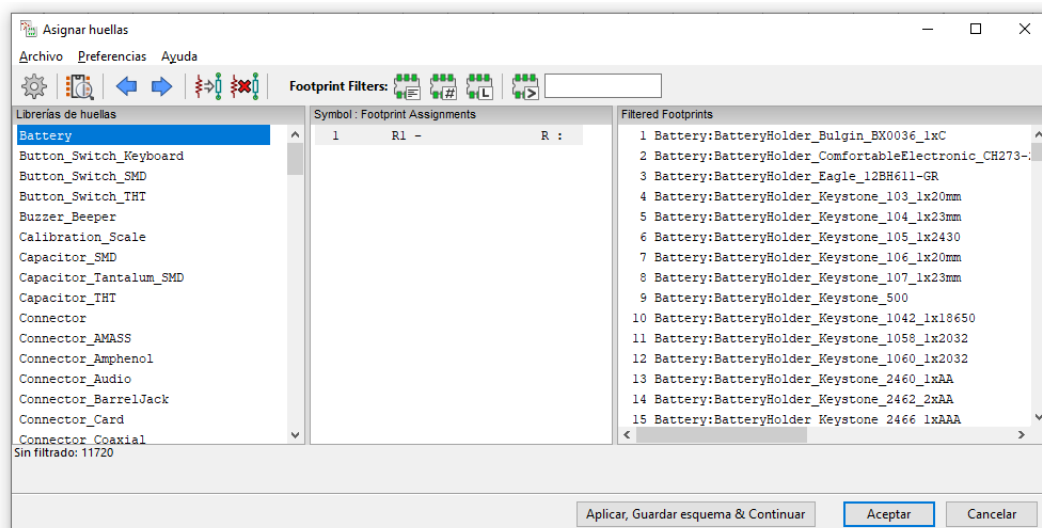 Asignar huellas
Archivo Preferencias Ayuda
Footprint Filters:
Librerías de huellas
Battery
Button_Switch_Keyboard
Button_Switch_SMD
Button_Switch_THT
Buzzer_Beeper
Calibration_Scale
Capacitor_SMD
Capacitor_Tantalum_SMD
Capacitor_THT
Connector
Connector_AMASS
Connector_Amphenol
Connector_Audio
Connector_BarrelJack
Connector_Card
Connector_Coaxial
Symbol : Footprint Assignments
1 R1 - R :
Filtered Footprints
1 Battery:BatteryHolder_Bulgin_BX0036_1xC
2 Battery:BatteryHolder_ComfortableElectronic_CH273-
3 Battery:BatteryHolder_Eagle_12BH611-GR
4 Battery:BatteryHolder_Keystone_103_1x20mm
5 Battery:BatteryHolder_Keystone_104_1x23mm
6 Battery:BatteryHolder_Keystone_105_1x2430
7 Battery:BatteryHolder_Keystone_106_1x20mm
8 Battery:BatteryHolder_Keystone_107_1x23mm
9 Battery:BatteryHolder_Keystone_500
10 Battery:BatteryHolder_Keystone_1042_1x18650
11 Battery:BatteryHolder_Keystone_1058_1x2032
12 Battery:BatteryHolder_Keystone_1060_1x2032
13 Battery:BatteryHolder_Keystone_2460_1xAA
14 Battery:BatteryHolder_Keystone_2462_2xAA
15 Battery:BatteryHolder_Keystone_2466_1xAAA
Sin filtrado: 11720
Aplicar, Guardar esquema & Continuar
Aceptar
Cancelar